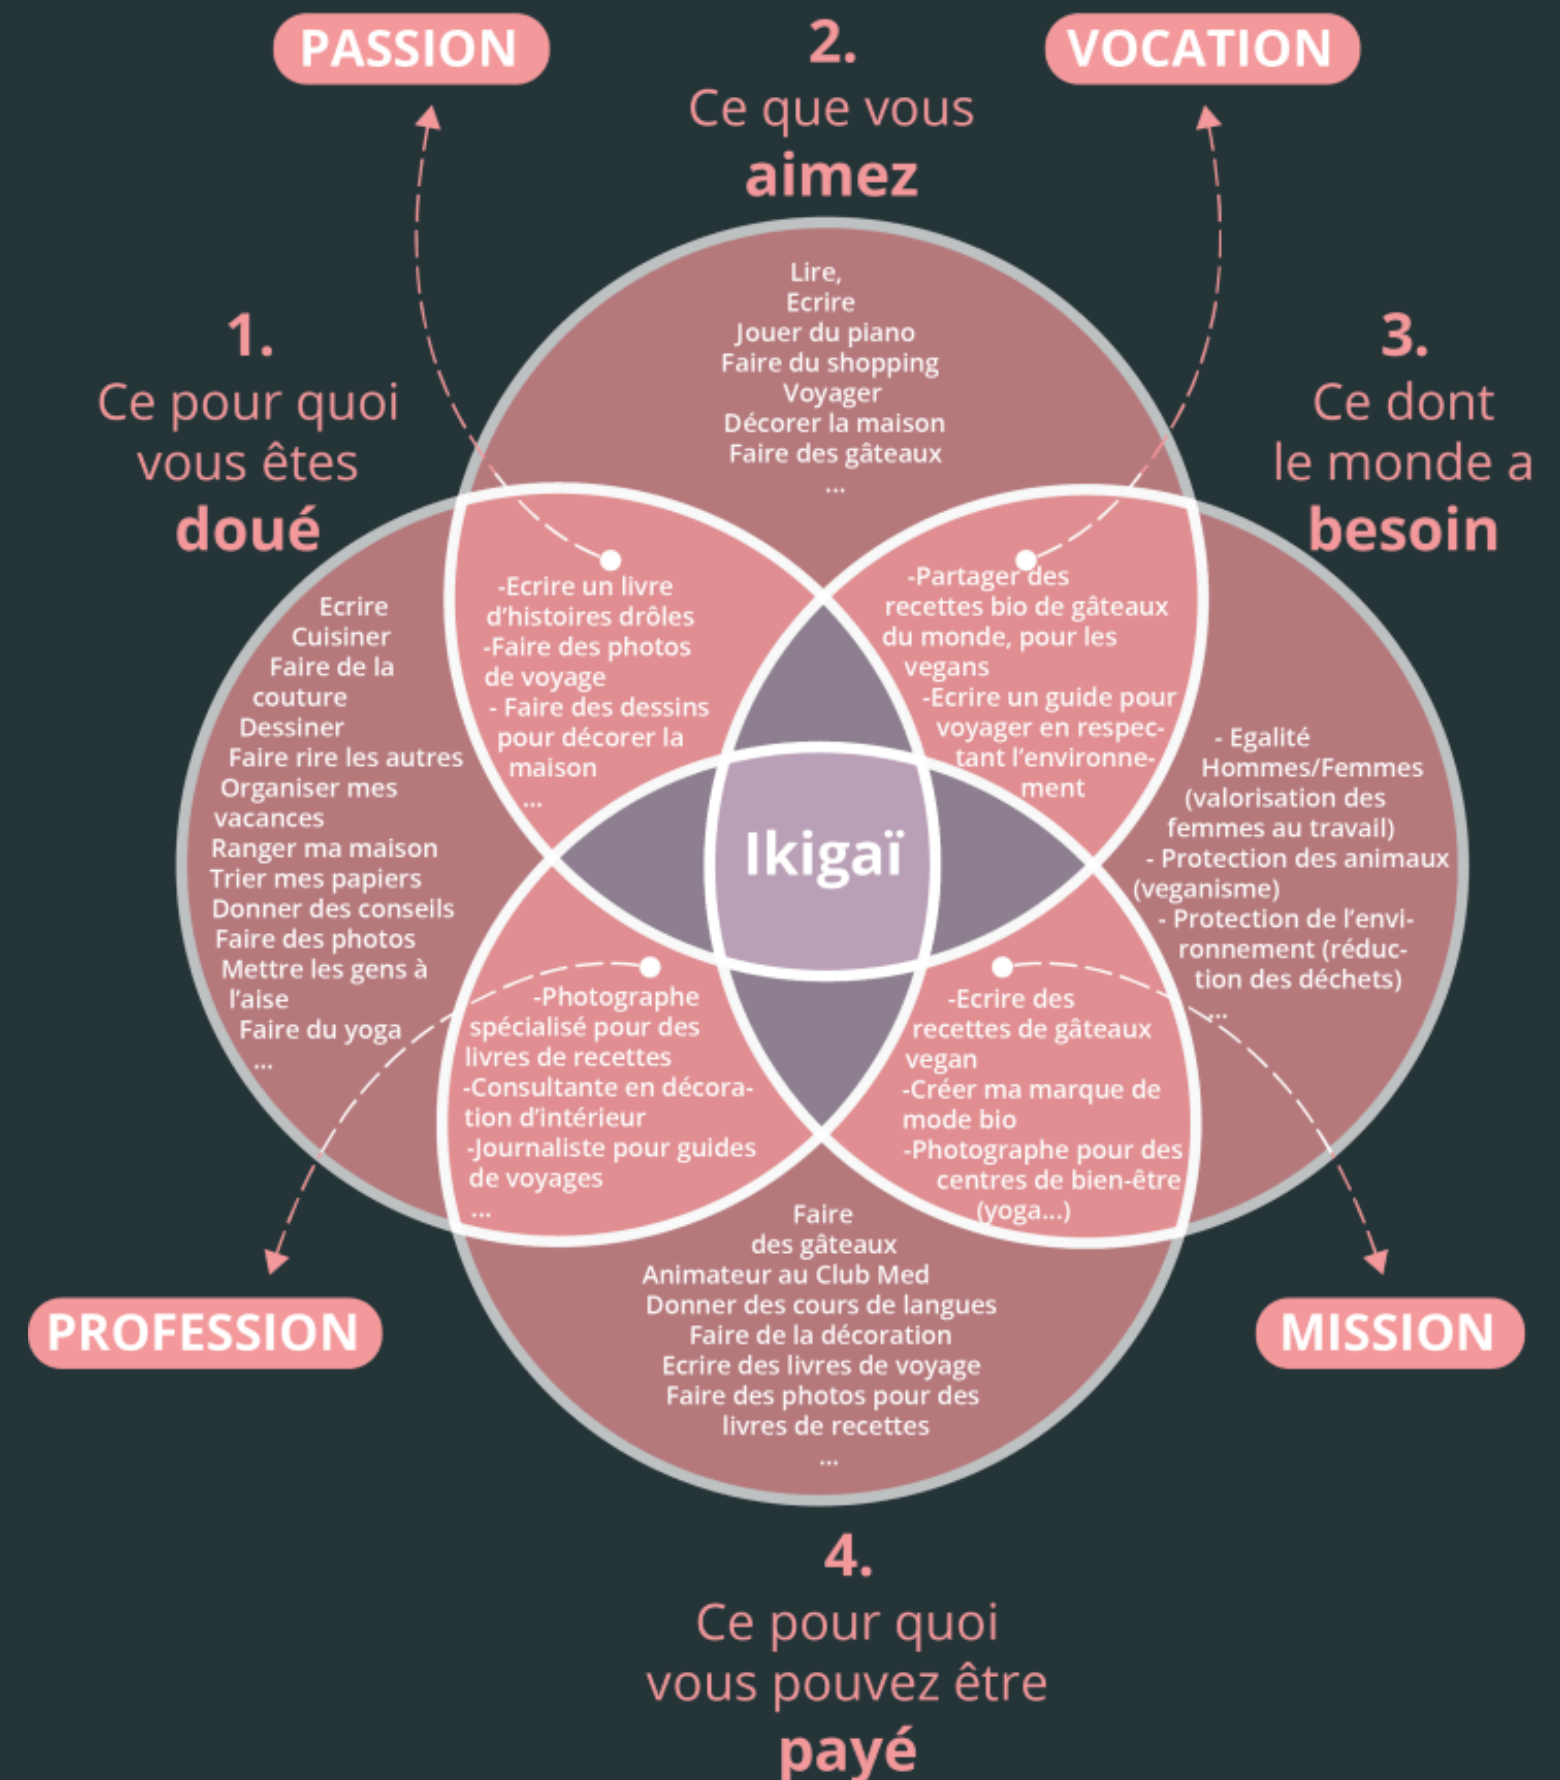 PASSION
2.
Ce que vous
aimez
VOCATION
1.
Ce pour quoi
vous êtes
doué
3.
Ce dont
le monde a
besoin
Lire,
Ecrire
Jouer du piano
Faire du shopping
Voyager
Décorer la maison
Faire des gâteaux
...
Ecrire
Cuisiner
Faire de la
couture
Dessiner
Faire rire les autres
Organiser mes
vacances
Ranger ma maison
Trier mes papiers
Donner des conseils
Faire des photos
Mettre les gens à
l'aise
Faire du yoga
...
-Ecrire un livre
d'histoires drôles
-Faire des photos
de voyage
- Faire des dessins
pour décorer la
maison
...
-Partager des
recettes bio de gâteaux
du monde, pour les
vegans
-Ecrire un guide pour
voyager en respec-
tant l'environne-
ment
- Egalité
Hommes/Femmes
(valorisation des
femmes au travail)
- Protection des animaux
(veganisme)
- Protection de l'envi-
ronnement (réduc-
tion des déchets)
...
Ikigaï
-Photographe
spécialisé pour des
livres de recettes
-Consultante en décora-
tion d'intérieur
-Journaliste pour guides
de voyages
...
-Ecrire des
recettes de gâteaux
vegan
-Créer ma marque de
mode bio
-Photographe pour des
centres de bien-être
(yoga...)
Faire
des gâteaux
Animateur au Club Med
Donner des cours de langues
Faire de la décoration
Ecrire des livres de voyage
Faire des photos pour des
livres de recettes
...
PROFESSION
MISSION
4.
Ce pour quoi
vous pouvez être
payé